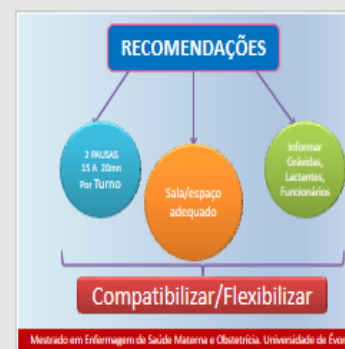 RECOMENDAÇÕES
2 PAUSAS
15 A 20mn
Por Turno
Sala/espaço
adequado
Informar
Grávidas,
Lactantes,
Funcionários
Compatibilizar/Flexibilizar
Mestrado em Enfermagem de Saúde Materna e Obstetrícia. Universidade de Évor